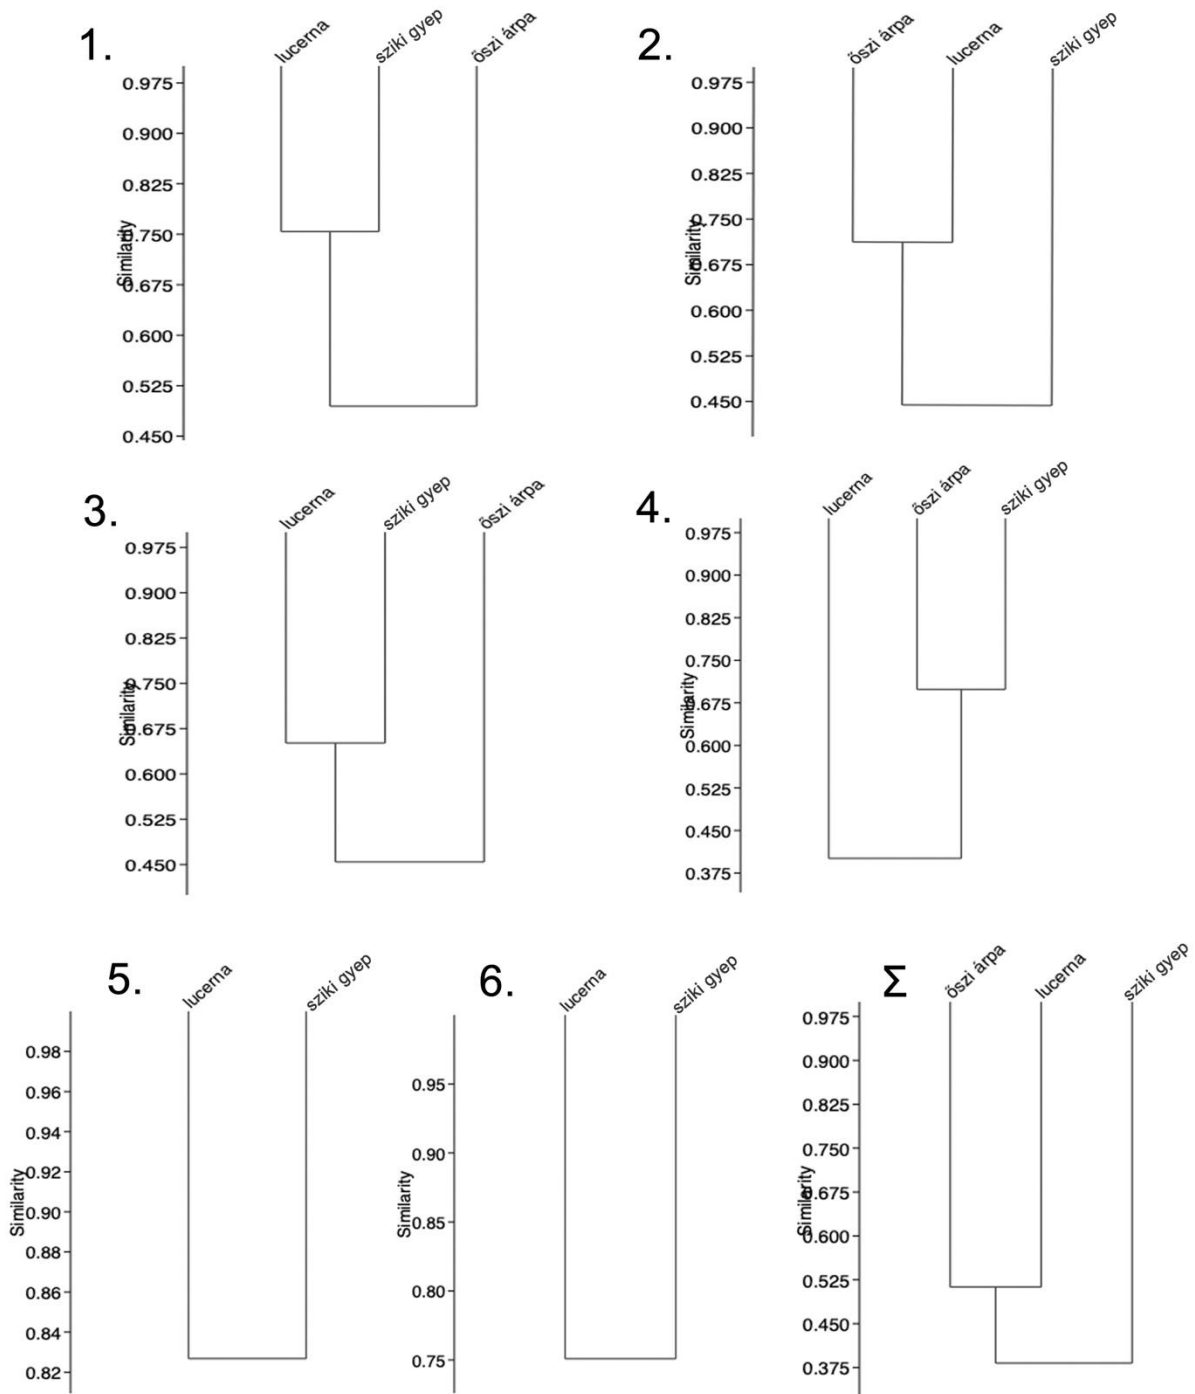 1.
lucerna
sziki gyep
őszi árpa
0.975
0.900
0.825
0.750
0.675
0.600
0.525
0.450
Similarity
2.
őszi árpa
lucerna
sziki gyep
0.975
0.900
0.825
0.750
0.675
0.600
0.525
0.450
Similarity
3.
lucerna
sziki gyep
őszi árpa
0.975
0.900
0.825
0.750
0.675
0.600
0.525
0.450
Similarity
4.
lucerna
őszi árpa
sziki gyep
0.975
0.900
0.825
0.750
0.675
0.600
0.525
0.450
0.375
Similarity
5.
lucerna
sziki gyep
0.98
0.96
0.94
0.92
0.90
0.88
0.86
0.84
0.82
Similarity
6.
lucerna
sziki gyep
0.95
0.90
0.85
0.80
0.75
Similarity
Σ
őszi árpa
lucerna
sziki gyep
0.975
0.900
0.825
0.750
0.675
0.600
0.525
0.450
0.375
Similarity